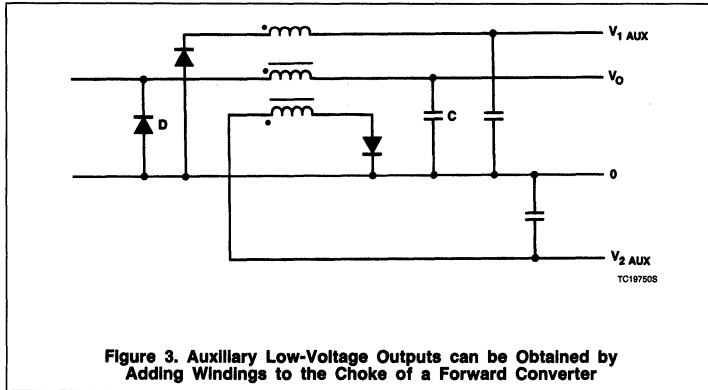 V1 AUX
VO
D
C
0
V2 AUX
TC19750S
Figure 3. Auxiliary Low-Voltage Outputs can be Obtained by
Adding Windings to the Choke of a Forward Converter